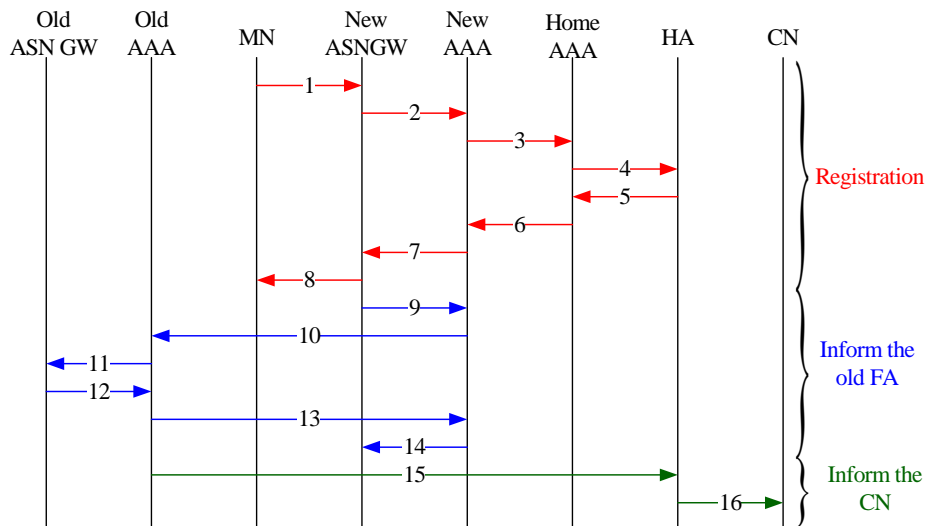 Old
ASN GW
Old
AAA
MN
New
ASNGW
New
AAA
Home
AAA
HA
CN
1
2
3
4
5
6
7
8
Registration
9
10
11
12
13
14
Inform the
old FA
15
16
Inform the
CN